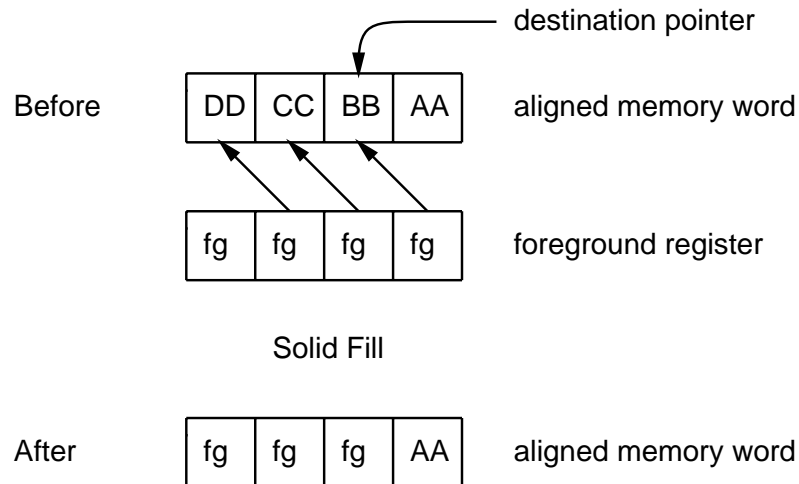 destination pointer
Before DD CC BB AA aligned memory word
fg fg fg fg foreground register
Solid Fill
After fg fg fg AA aligned memory word